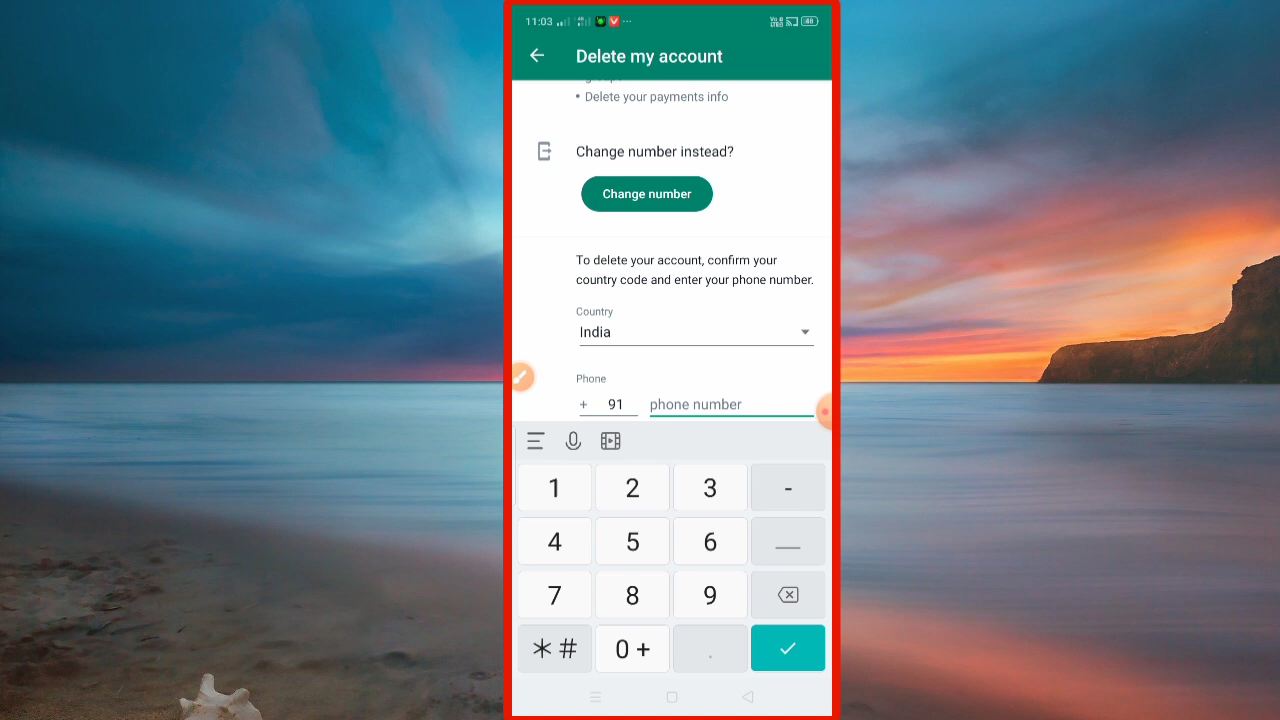 11:03
Delete my account
• Delete your payments info
Change number instead?
Change number
To delete your account, confirm your
country code and enter your phone number.
Country
India
Phone
+ 91 phone number
1 2 3 -
4 5 6
7 8 9
* # 0 + .